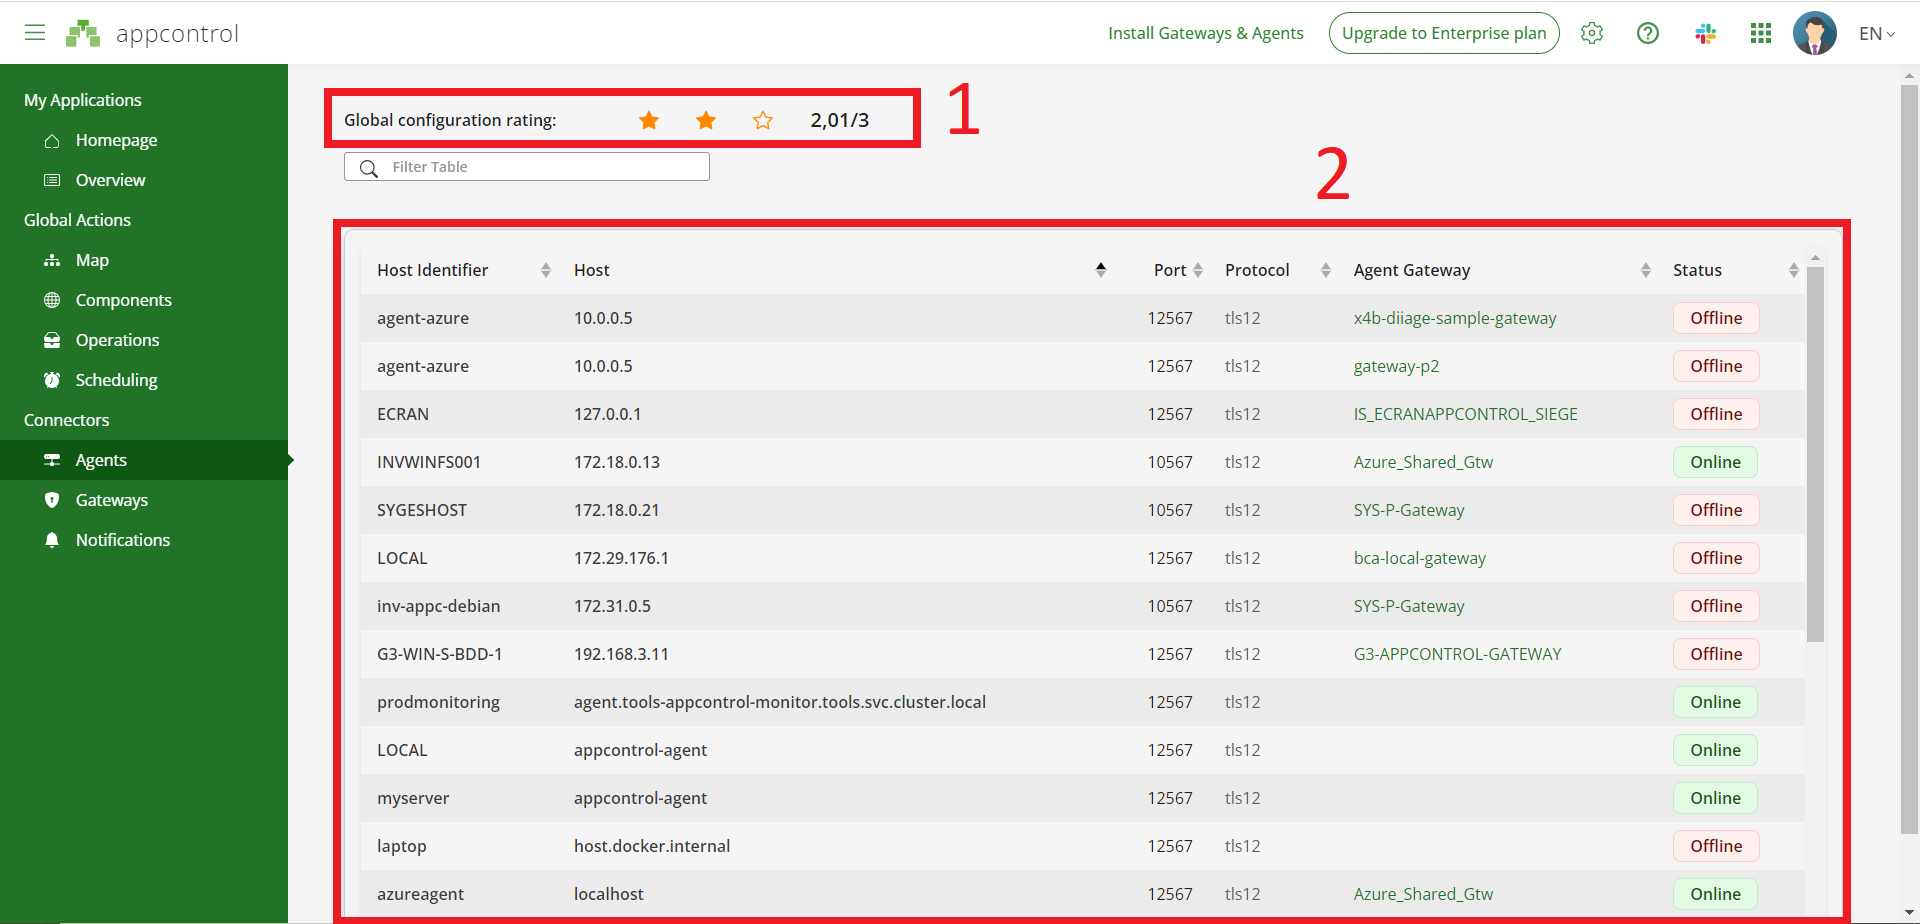 appcontrol
Install Gateways & Agents
Upgrade to Enterprise plan
EN
My Applications
Homepage
Overview
Global Actions
Map
Components
Operations
Scheduling
Connectors
Agents
Gateways
Notifications
Global configuration rating: 2,01/3
1
Filter Table
2
Host Identifier Host Port Protocol Agent Gateway Status
agent-azure 10.0.0.5 12567 tls12 x4b-diiage-sample-gateway Offline
agent-azure 10.0.0.5 12567 tls12 gateway-p2 Offline
ECRAN 127.0.0.1 12567 tls12 IS_ECRANAPPCONTROL_SIEGE Offline
INVWINFS001 172.18.0.13 10567 tls12 Azure_Shared_Gtw Online
SYGESHOST 172.18.0.21 10567 tls12 SYS-P-Gateway Offline
LOCAL 172.29.176.1 12567 tls12 bca-local-gateway Offline
inv-appc-debian 172.31.0.5 10567 tls12 SYS-P-Gateway Offline
G3-WIN-S-BDD-1 192.168.3.11 12567 tls12 G3-APPCONTROL-GATEWAY Offline
prodmonitoring agent.tools-appcontrol-monitor.tools.svc.cluster.local 12567 tls12 Online
LOCAL appcontrol-agent 12567 tls12 Online
myserver appcontrol-agent 12567 tls12 Online
laptop host.docker.internal 12567 tls12 Offline
azureagent localhost 12567 tls12 Azure_Shared_Gtw Online